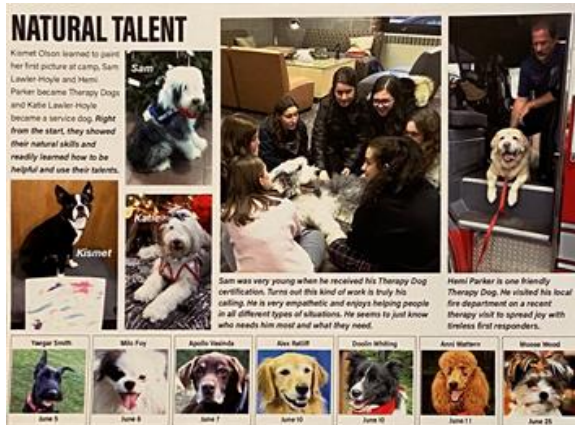 NATURAL TALENT
Kismet Olson learned to paint
her first picture at camp, Sam
Lawler-Hoyle and Hemi
Parker became Therapy Dogs
and Katie Lawler-Hoyle
became a service dog. Right
from the start, they showed
their natural skills and
readily learned how to be
helpful and use their talents.
Sam
Kismet
Katie
Sam was very young when he received his Therapy Dog
certification. Turns out this kind of work is truly his
calling. He is very empathetic and enjoys helping people
in all different types of situations. He seems to just know
who needs him most and what they need.
Hemi Parker is one friendly
Therapy Dog. He visited his local
fire department on a recent
therapy visit to spread joy with
tireless first responders.
Yaegar Smith
Milo Foy
Apollo Vasinda
Alex Ratliff
Doolin Whiting
Anni Mattern
Moose Wood
June 5
June 6
June 7
June 10
June 10
June 11
June 25